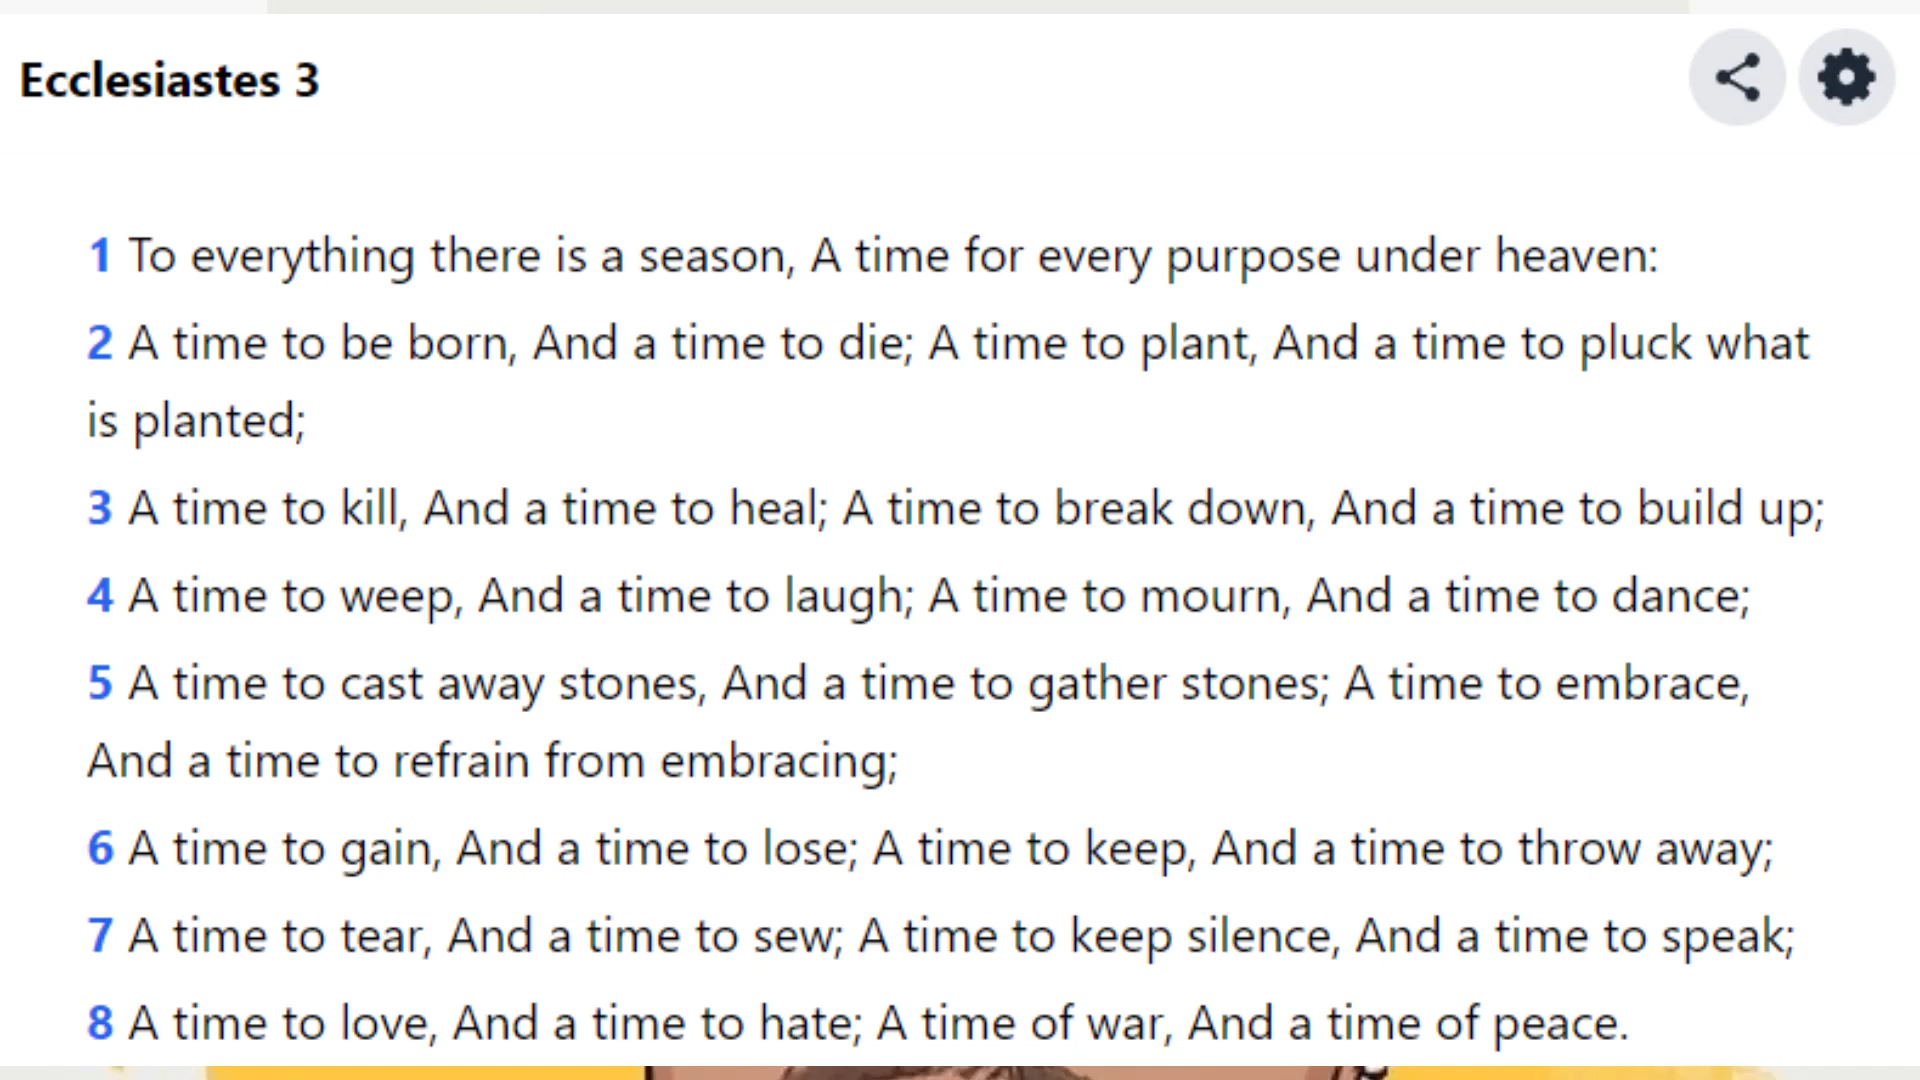 Ecclesiastes 3
1 To everything there is a season, A time for every purpose under heaven:
2 A time to be born, And a time to die; A time to plant, And a time to pluck what
is planted;
3 A time to kill, And a time to heal; A time to break down, And a time to build up;
4 A time to weep, And a time to laugh; A time to mourn, And a time to dance;
5 A time to cast away stones, And a time to gather stones; A time to embrace,
And a time to refrain from embracing;
6 A time to gain, And a time to lose; A time to keep, And a time to throw away;
7 A time to tear, And a time to sew; A time to keep silence, And a time to speak;
8 A time to love, And a time to hate; A time of war, And a time of peace.